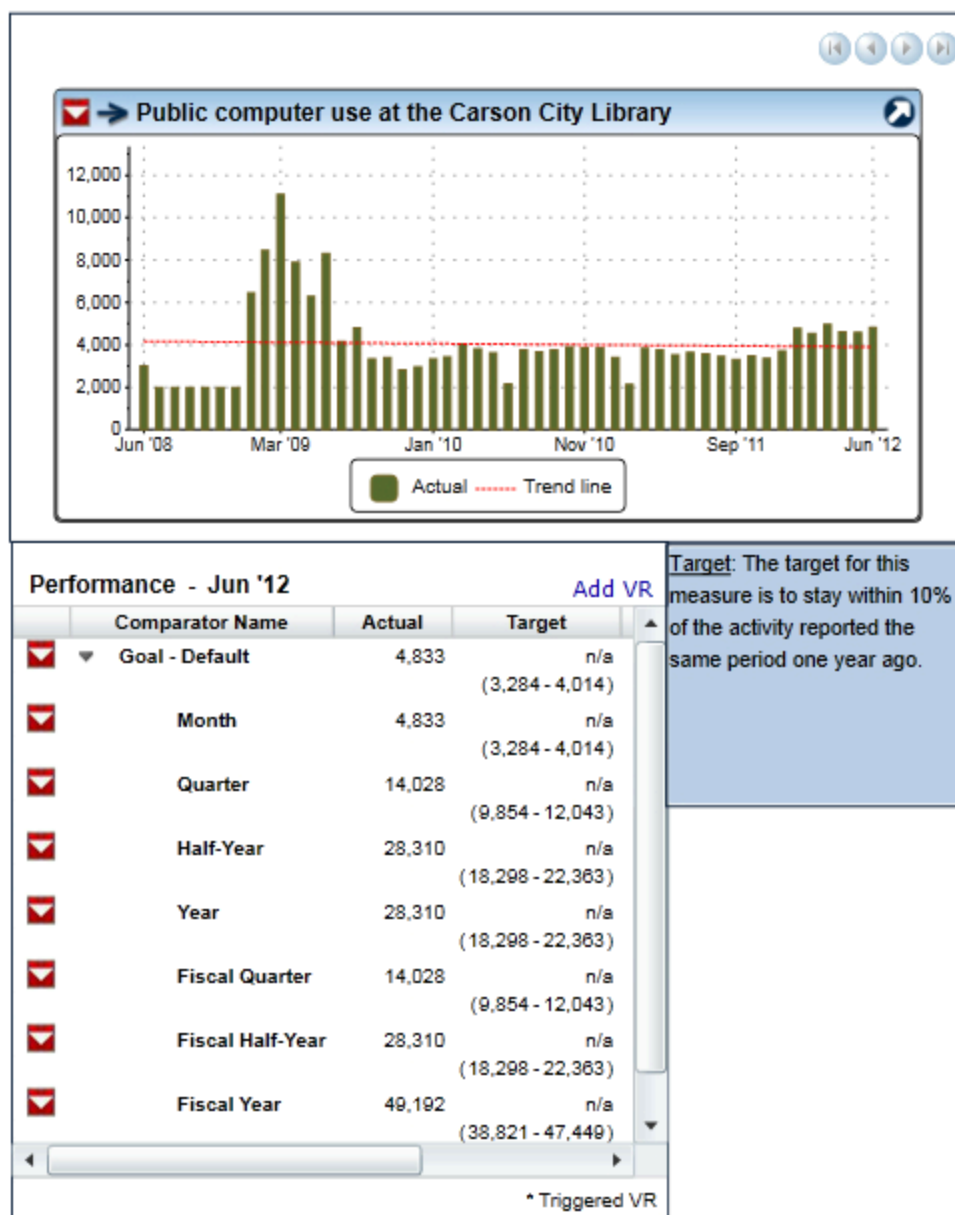 Public computer use at the Carson City Library
12,000
10,000
8,000
6,000
4,000
2,000
0
Jun '08 Mar '09 Jan '10 Nov '10 Sep '11 Jun '12
Actual Trend line
Performance - Jun '12 Add VR
Comparator Name Actual Target
Goal - Default 4,833 n/a
(3,284 - 4,014)
Month 4,833 n/a
(3,284 - 4,014)
Quarter 14,028 n/a
(9,854 - 12,043)
Half-Year 28,310 n/a
(18,298 - 22,363)
Year 28,310 n/a
(18,298 - 22,363)
Fiscal Quarter 14,028 n/a
(9,854 - 12,043)
Fiscal Half-Year 28,310 n/a
(18,298 - 22,363)
Fiscal Year 49,192 n/a
(38,821 - 47,449)
* Triggered VR
Target: The target for this
measure is to stay within 10%
of the activity reported the
same period one year ago.